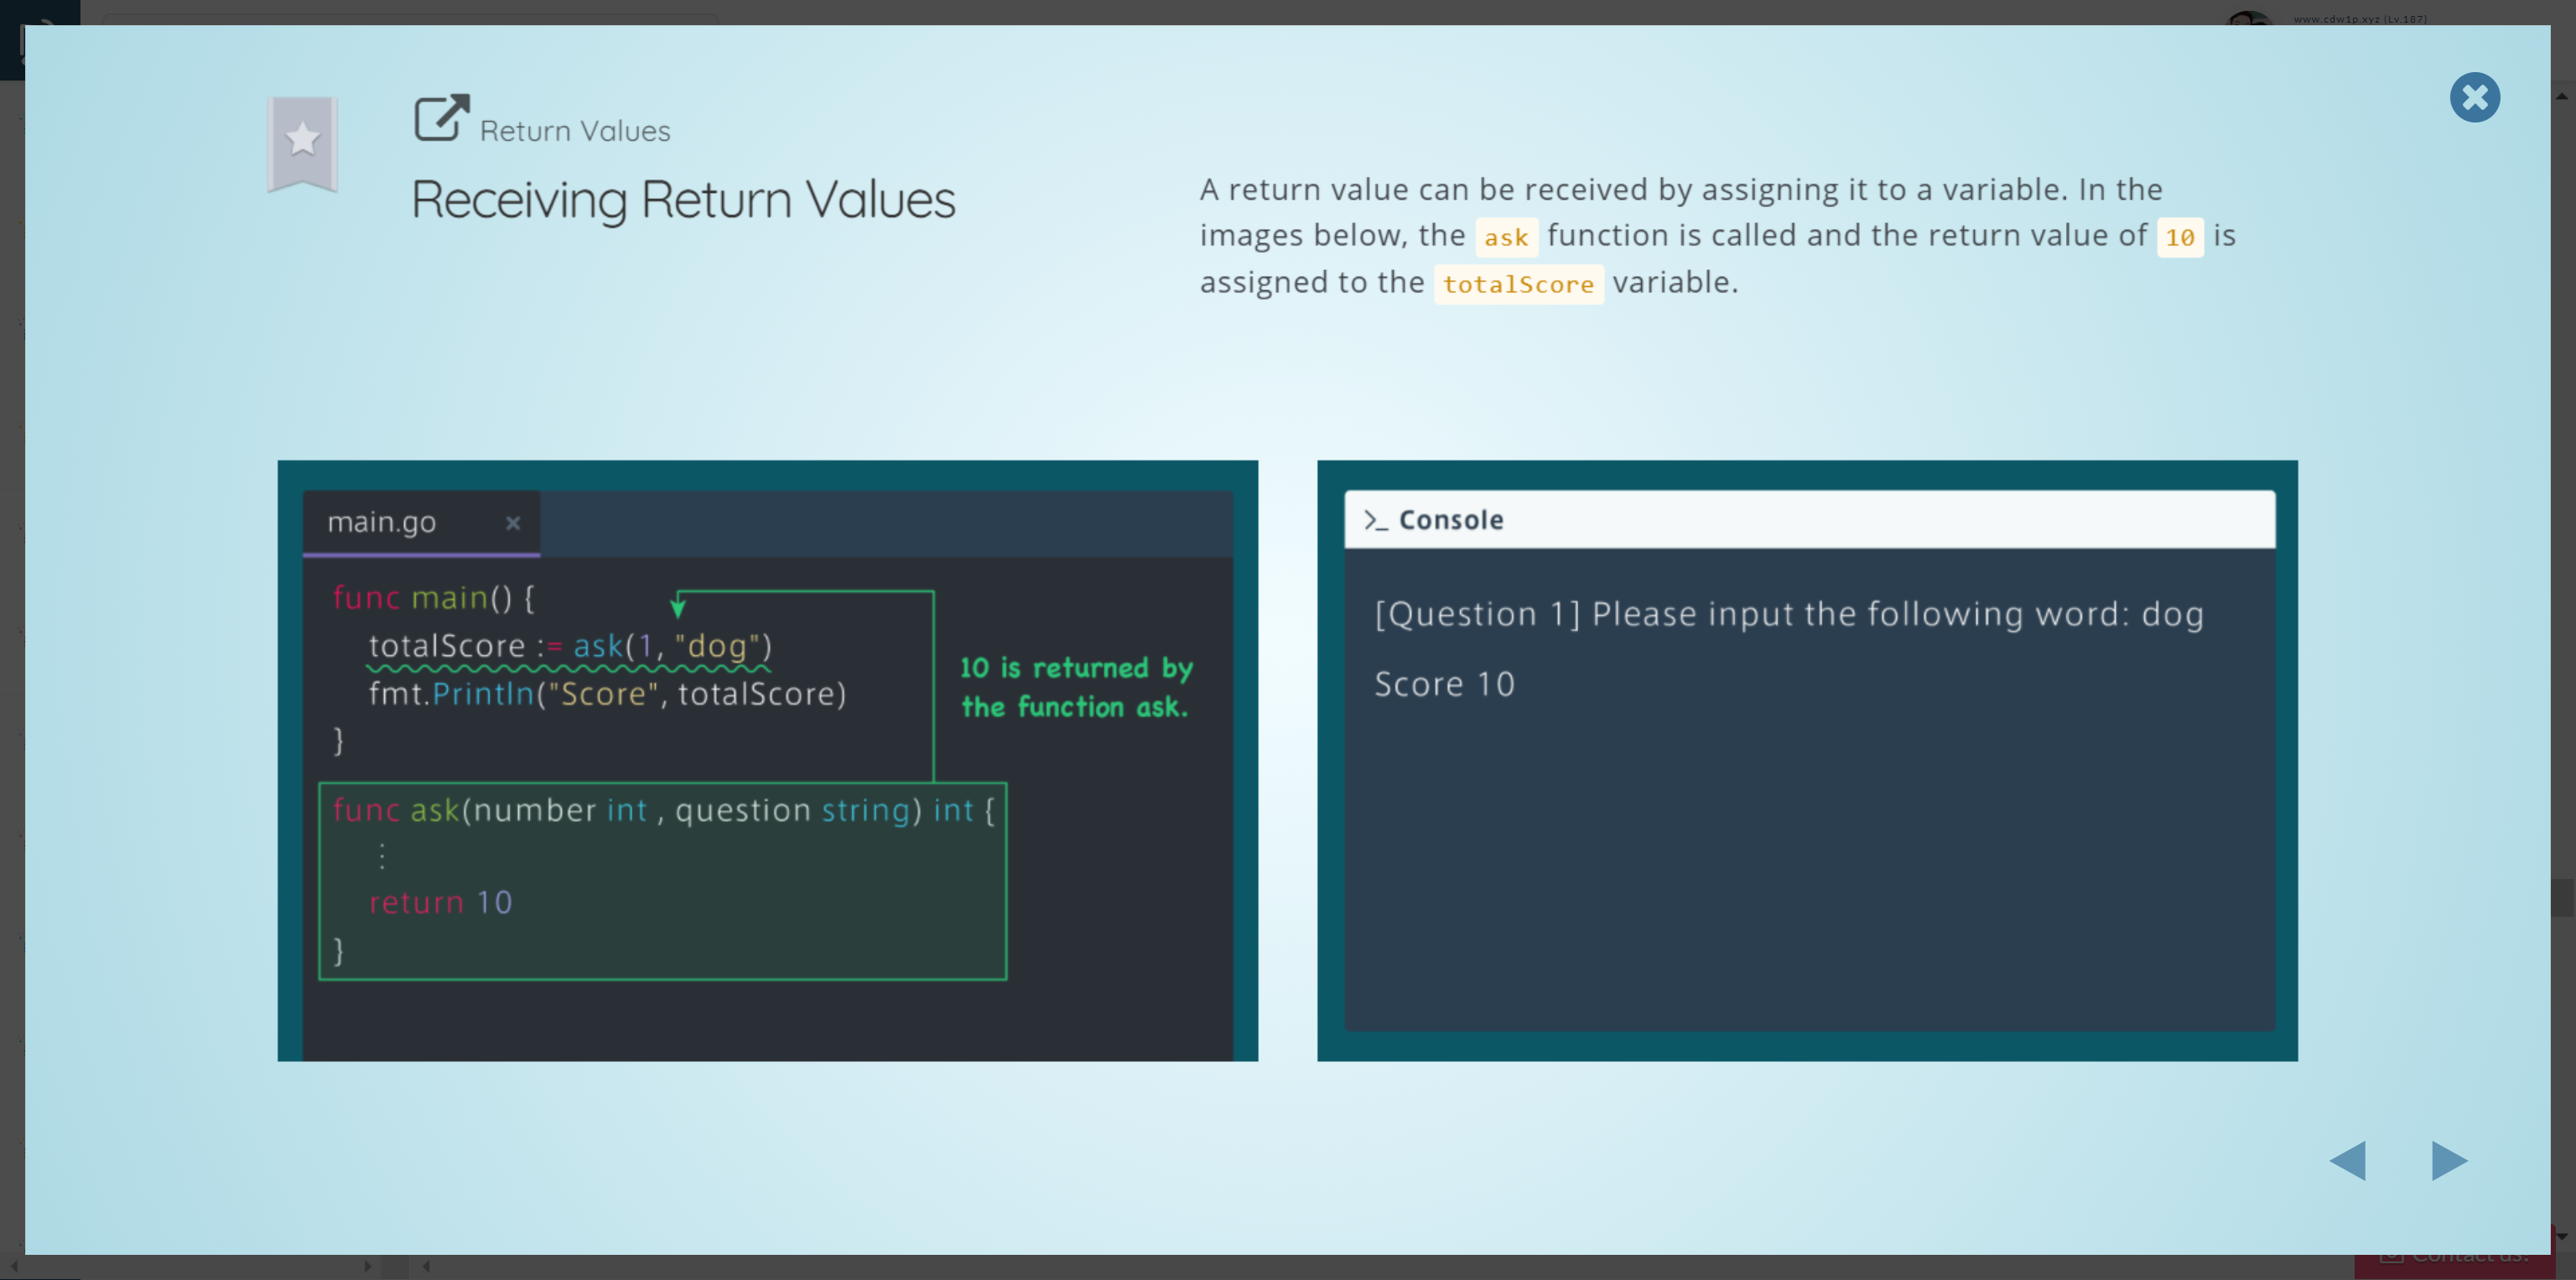 www.cdw1p.xyz (Lv.187)
Return Values
Receiving Return Values
A return value can be received by assigning it to a variable. In the
images below, the ask function is called and the return value of 10 is
assigned to the totalScore variable.
main.go ×
func main() {
totalScore := ask(1, "dog")
fmt.Println("Score", totalScore)
}
10 is returned by
the function ask.
func ask(number int , question string) int {
⋮
return 10
}
>_ Console
[Question 1] Please input the following word: dog
Score 10
Contact us!